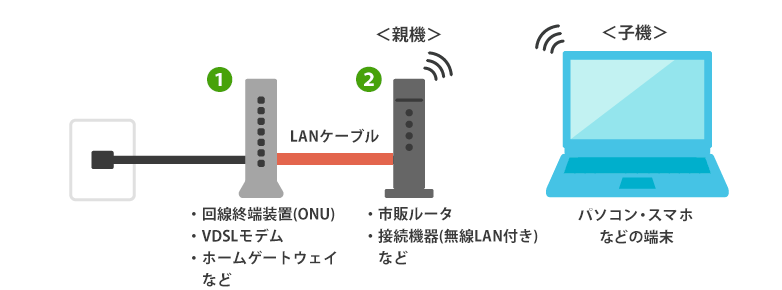 <親機>
<子機>
1
2
LANケーブル
・回線終端装置(ONU)
・VDSLモデム
・ホームゲートウェイ
など
・市販ルータ
・接続機器(無線LAN付き)
など
パソコン・スマホ
などの端末